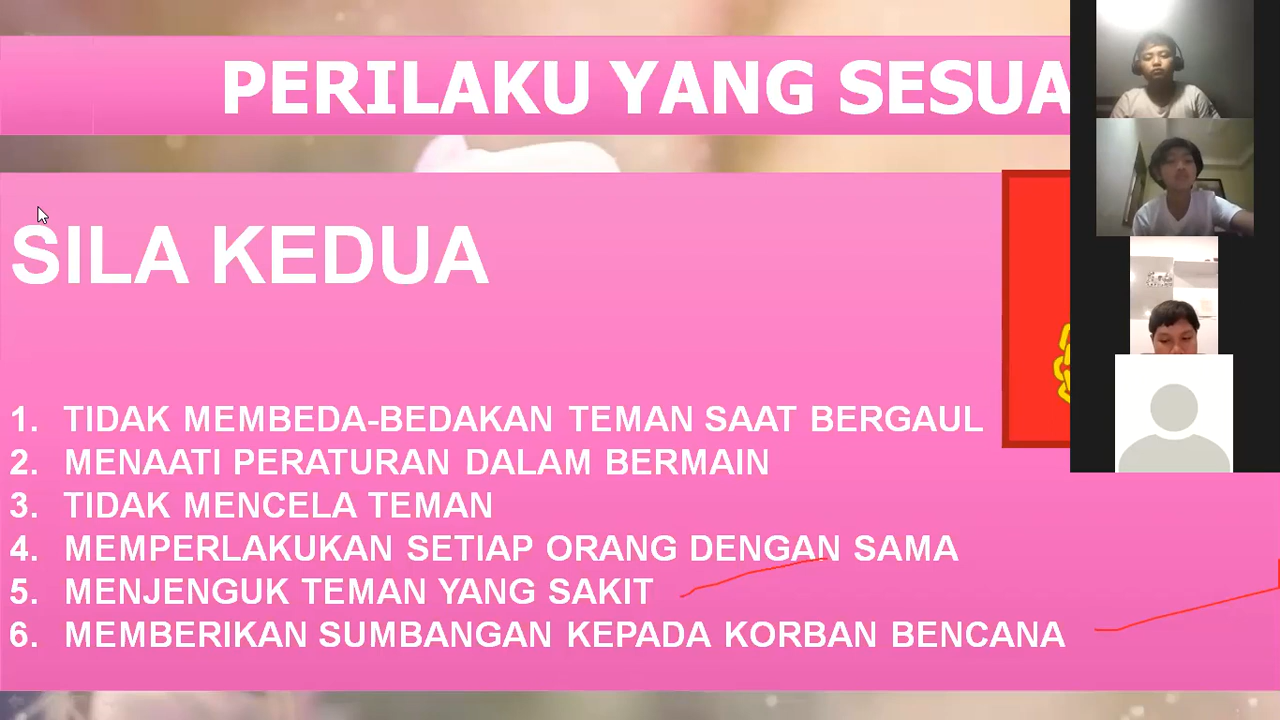 PERILAKU YANG SESUA
SILA KEDUA
1. TIDAK MEMBEDA-BEDAKAN TEMAN SAAT BERGAUL
2. MENAATI PERATURAN DALAM BERMAIN
3. TIDAK MENCELA TEMAN
4. MEMPERLAKUKAN SETIAP ORANG DENGAN SAMA
5. MENJENGUK TEMAN YANG SAKIT
6. MEMBERIKAN SUMBANGAN KEPADA KORBAN BENCANA